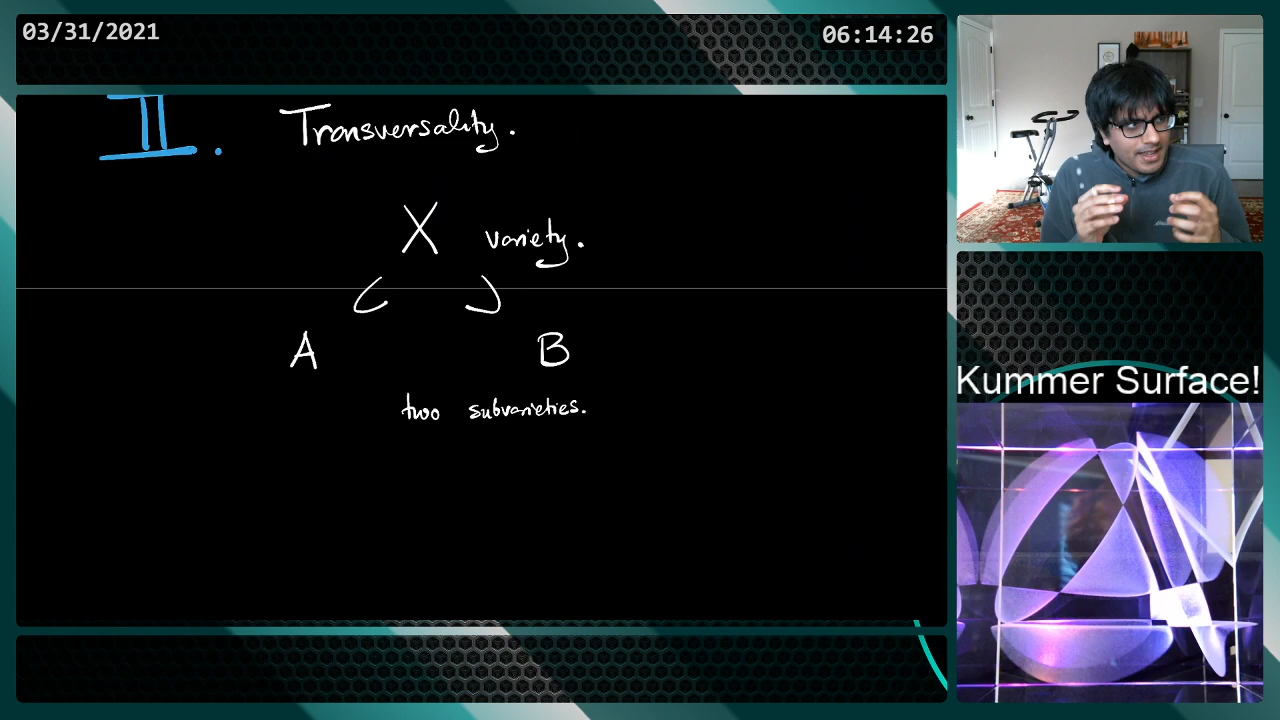 03/31/2021
06:14:26
II. Transversality.
X variety.
A B
two subvarieties.
Kummer Surface!